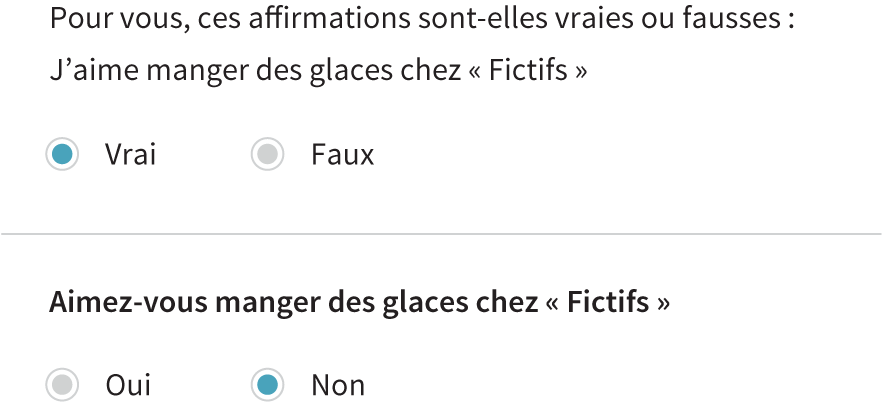 Pour vous, ces affirmations sont-elles vraies ou fausses :
J’aime manger des glaces chez « Fictifs »
Vrai Faux
Aimez-vous manger des glaces chez « Fictifs »
Oui Non